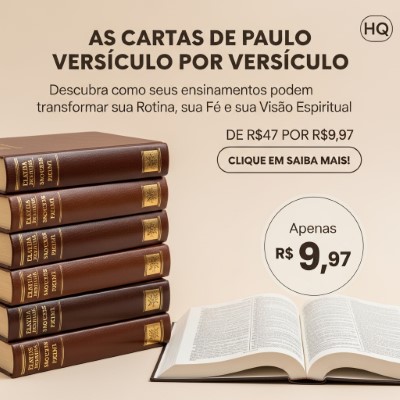 HQ
AS CARTAS DE PAULO
VERSÍCULO POR VERSÍCULO
Descubra como seus ensinamentos podem
transformar sua Rotina, sua Fé e sua Visão Espiritual
DE R$47 POR R$9,97
CLIQUE EM SAIBA MAIS!
Apenas
R$ 9,97